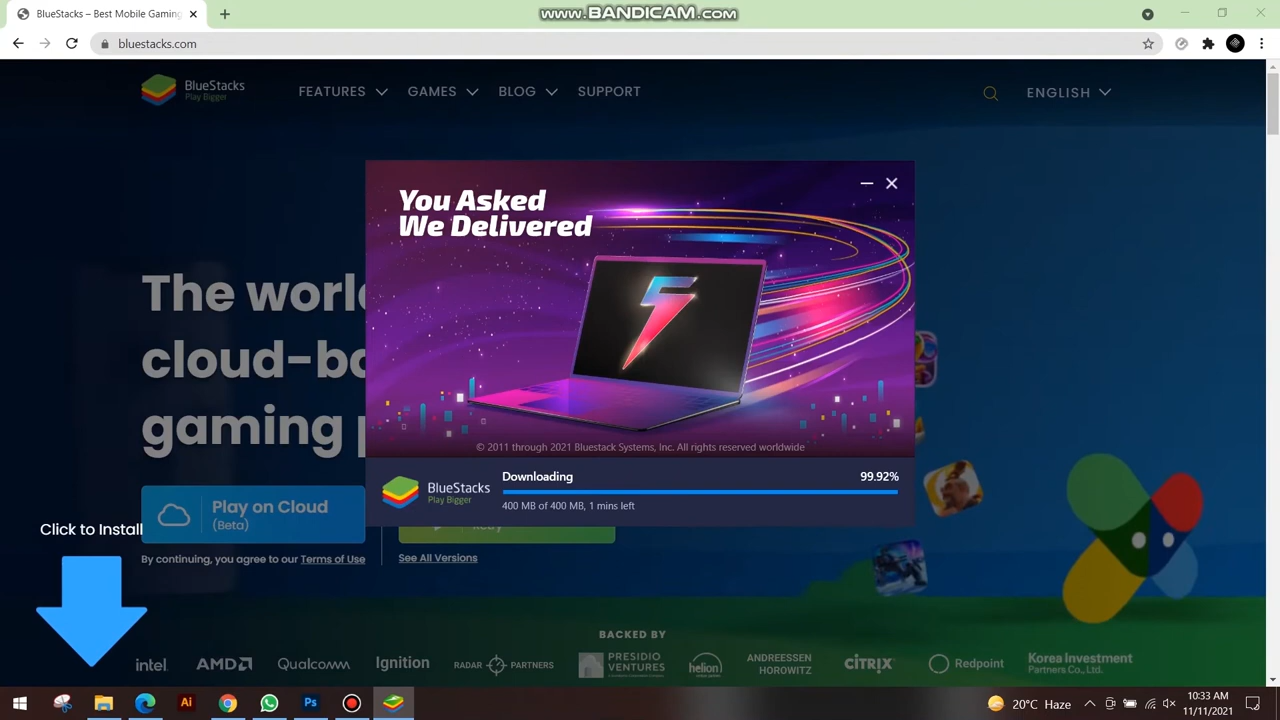 www.BANDICAM.com
BlueStacks – Best Mobile Gaming
bluestacks.com
BlueStacks
Play Bigger
FEATURES
GAMES
BLOG
SUPPORT
ENGLISH
You Asked
We Delivered
The worl
cloud-ba
gaming p
© 2011 through 2021 Bluestack Systems, Inc. All rights reserved worldwide
BlueStacks
Play Bigger
Downloading
99.92%
400 MB of 400 MB, 1 mins left
Click to Install
Play on Cloud
(Beta)
By continuing, you agree to our Terms of Use
See All Versions
BACKED BY
intel.
AMD
Qualcomm
Ignition
RADAR PARTNERS
PRESIDIO
VENTURES
helion
ANDREESSEN
HOROWITZ
CITRIX
Redpoint
Korea Investment
Partners Co., Ltd.
Ai
Ps
20°C Haze
10:33 AM
11/11/2021